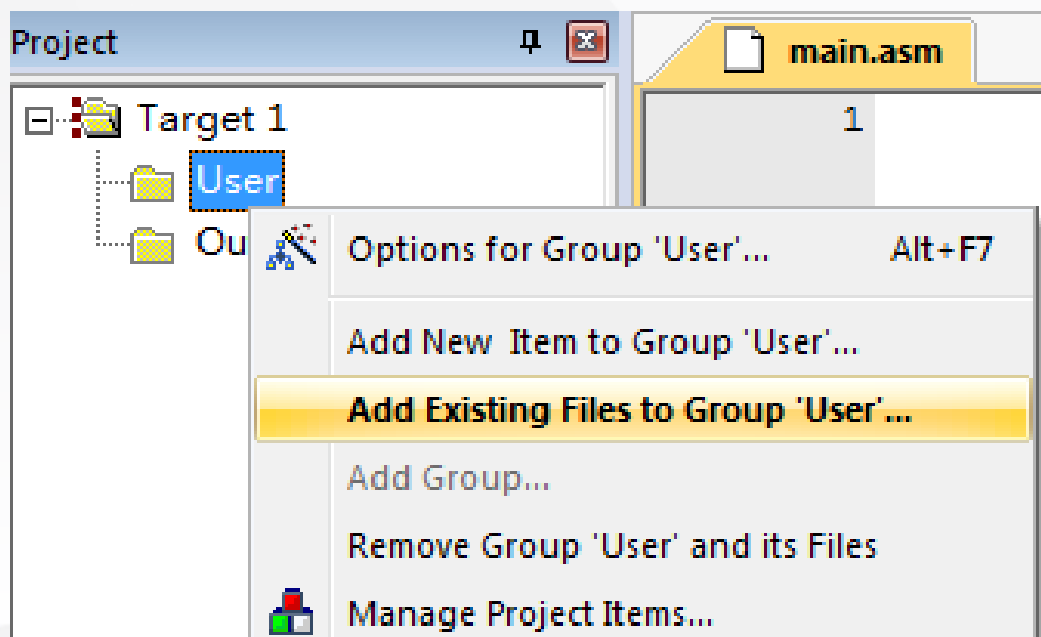 Project
main.asm
Target 1
1
User
Ou
Options for Group 'User'... Alt+F7
Add New Item to Group 'User'...
Add Existing Files to Group 'User'...
Add Group...
Remove Group 'User' and its Files
Manage Project Items...